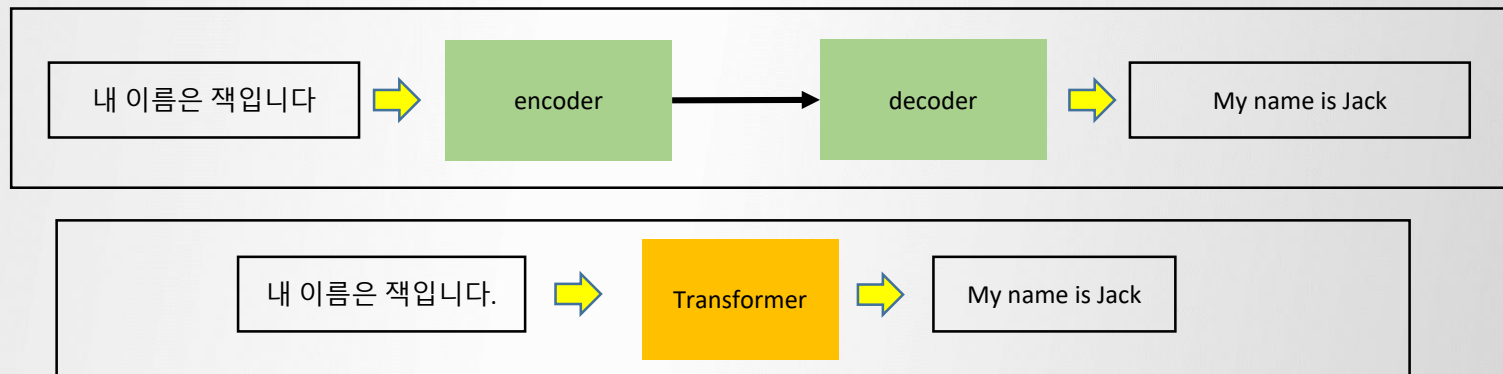 내 이름은 잭입니다
encoder
decoder
My name is Jack
내 이름은 잭입니다.
Transformer
My name is Jack